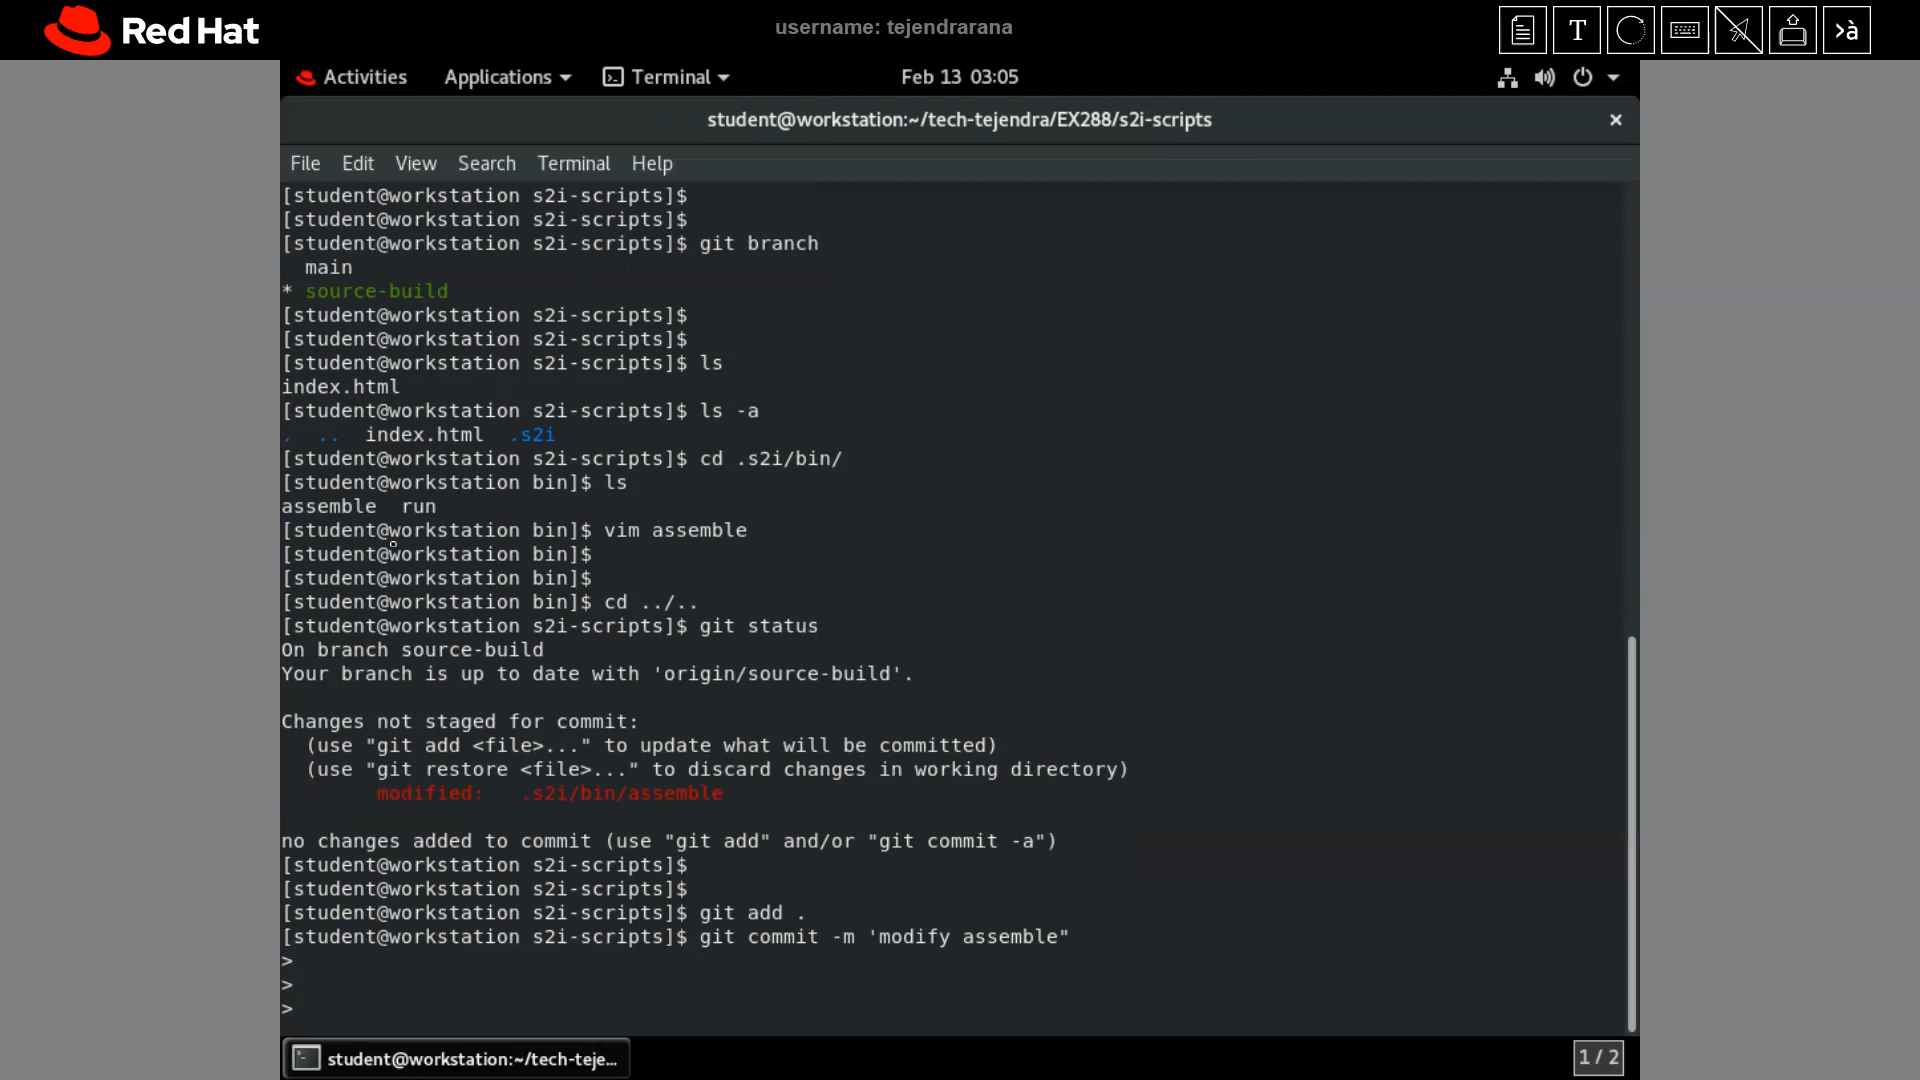 Red Hat
username: tejendrarana
T
>à
Activities Applications Terminal Feb 13 03:05
student@workstation:~/tech-tejendra/EX288/s2i-scripts ×
File Edit View Search Terminal Help
[student@workstation s2i-scripts]$
[student@workstation s2i-scripts]$
[student@workstation s2i-scripts]$ git branch
  main
* source-build
[student@workstation s2i-scripts]$
[student@workstation s2i-scripts]$
[student@workstation s2i-scripts]$ ls
index.html
[student@workstation s2i-scripts]$ ls -a
.  ..  index.html  .s2i
[student@workstation s2i-scripts]$ cd .s2i/bin/
[student@workstation bin]$ ls
assemble  run
[student@workstation bin]$ vim assemble
[student@workstation bin]$
[student@workstation bin]$
[student@workstation bin]$ cd ../..
[student@workstation s2i-scripts]$ git status
On branch source-build
Your branch is up to date with 'origin/source-build'.
Changes not staged for commit:
  (use "git add <file>..." to update what will be committed)
  (use "git restore <file>..." to discard changes in working directory)
        modified:   .s2i/bin/assemble
no changes added to commit (use "git add" and/or "git commit -a")
[student@workstation s2i-scripts]$
[student@workstation s2i-scripts]$
[student@workstation s2i-scripts]$ git add .
[student@workstation s2i-scripts]$ git commit -m 'modify assemble"
>
>
>
student@workstation:~/tech-teje...
1 / 2